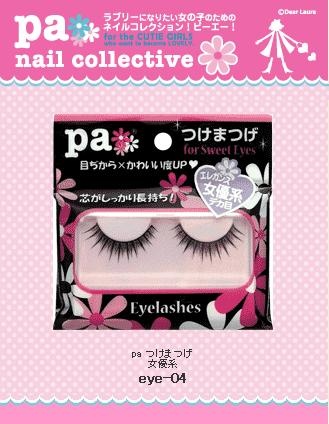 pa
ラブリーになりたい女の子のための
ネイルコレクション!ピーエー!
for the CUTIE GIRLS
who want to become LOVELY.
©Dear Laura
nail collective
pa
つけまつげ
for Sweet Eyes
目ぢから×かわいい度UP♥
エレガンス
女優系
デカ目
芯がしっかり長持ち!
Eyelashes
pa つけまつげ
女優系
eye-04